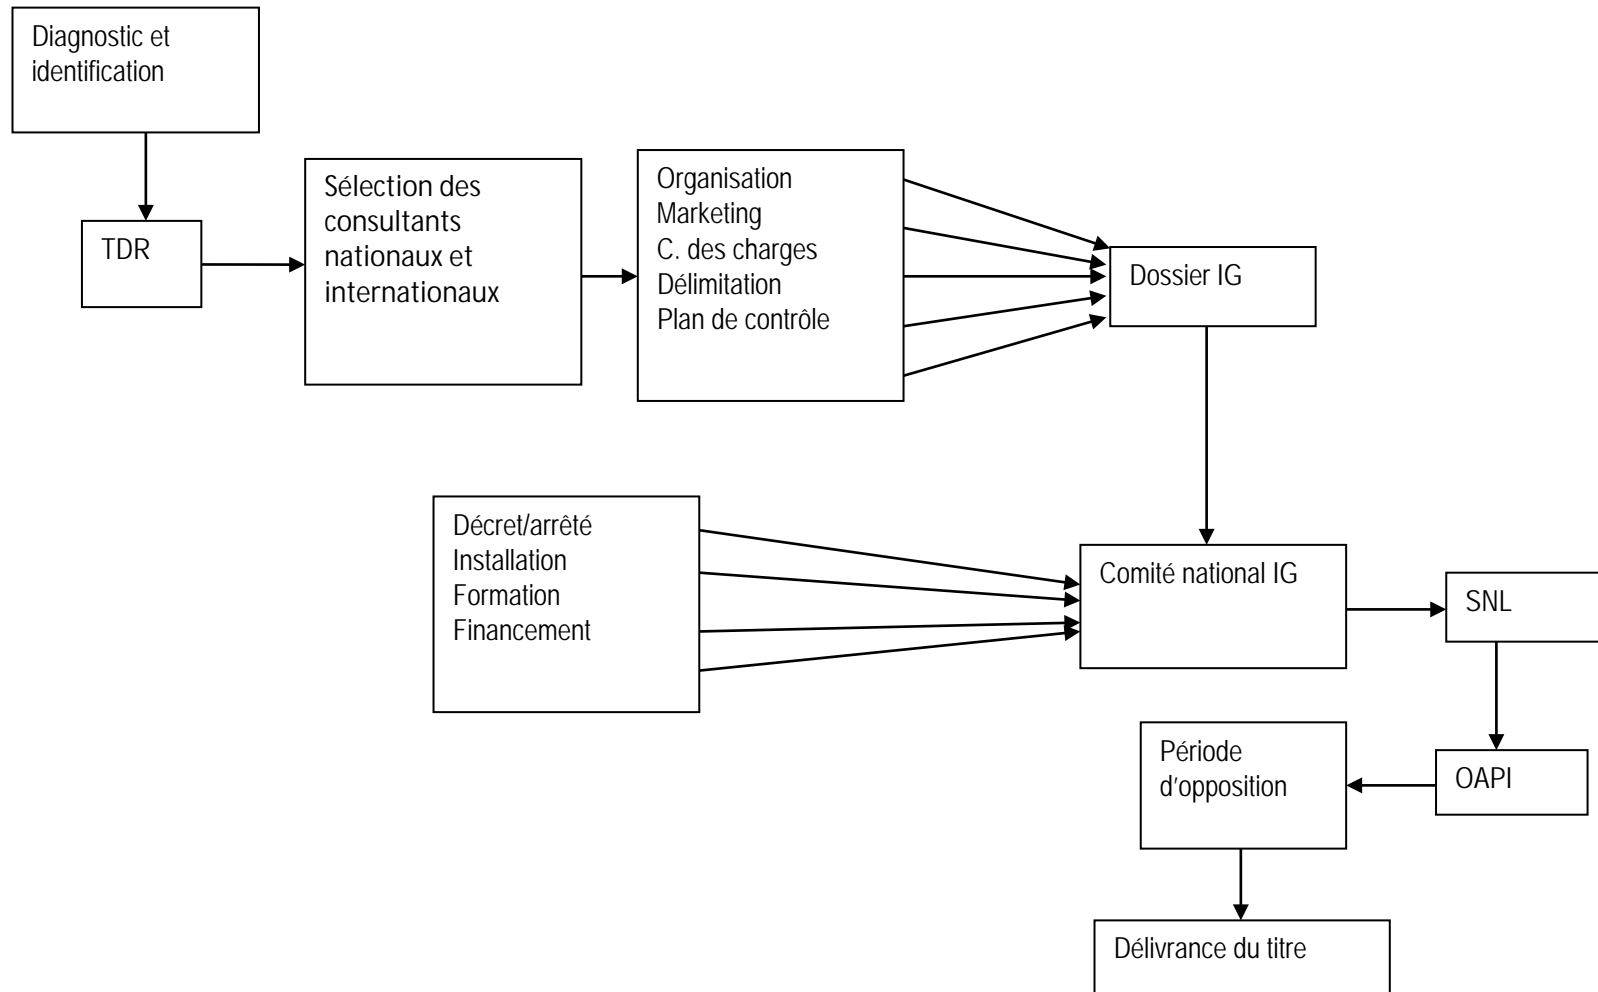 Diagnostic et
identification
TDR
Sélection des
consultants
nationaux et
internationaux
Organisation
Marketing
C. des charges
Délimitation
Plan de contrôle
Dossier IG
Décret/arrêté
Installation
Formation
Financement
Comité national IG
SNL
OAPI
Période
d'opposition
Délivrance du titre